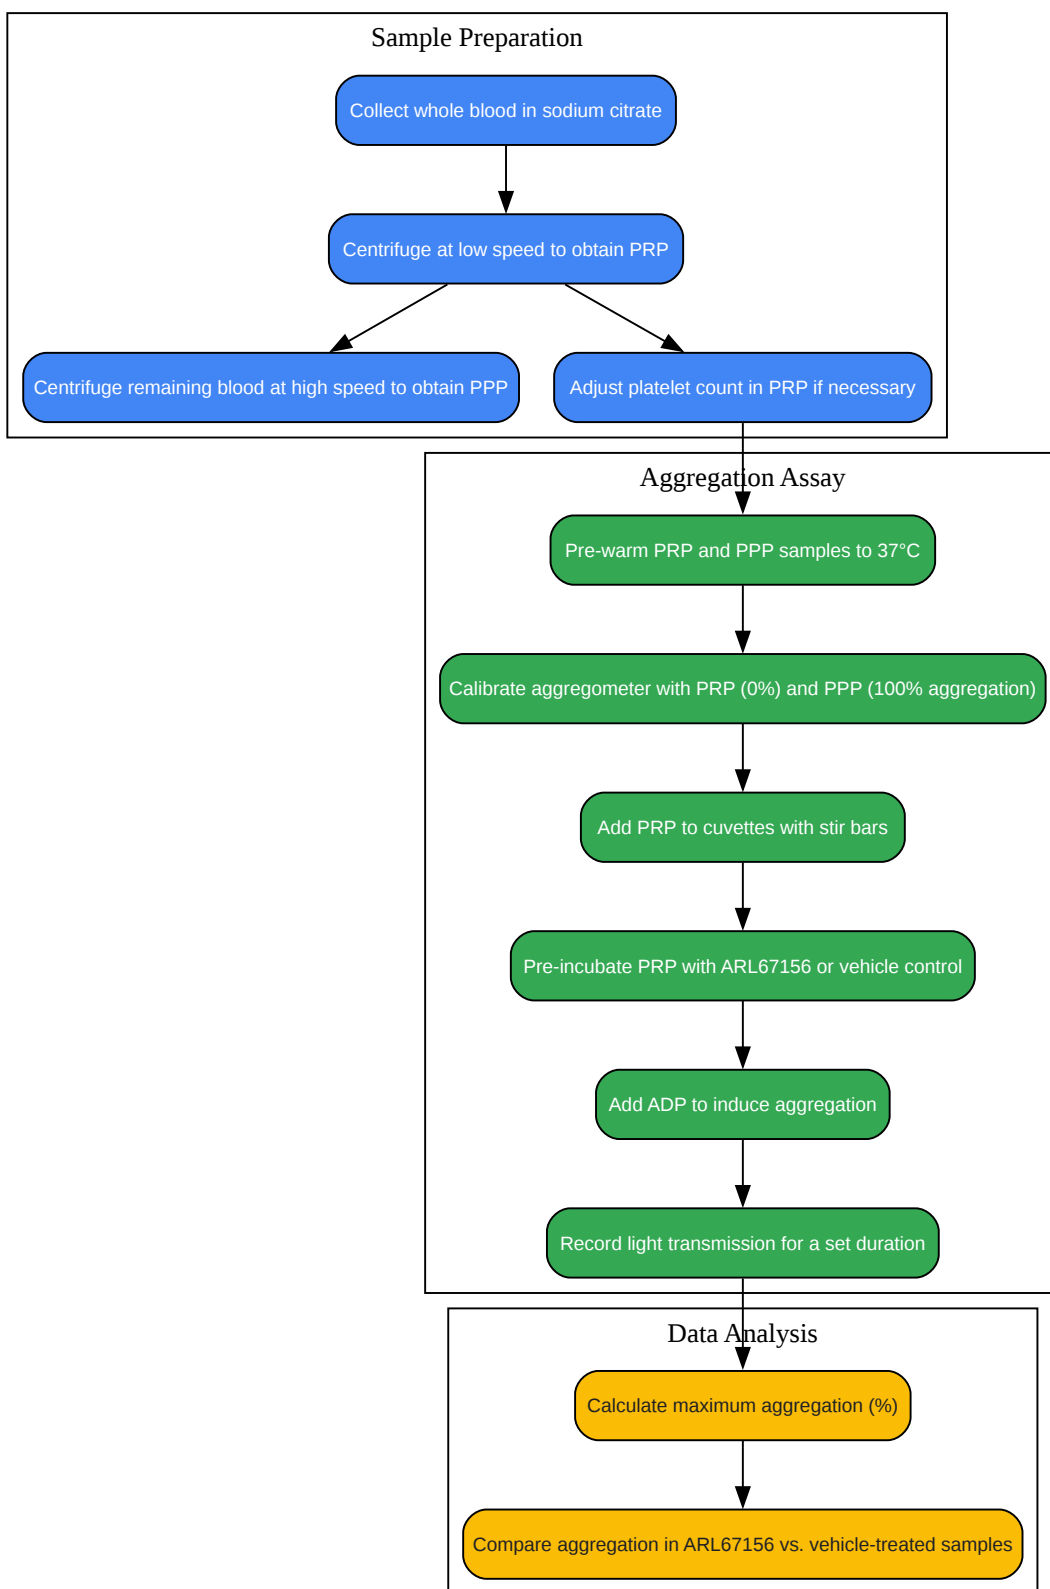 Sample Preparation
Collect whole blood in sodium citrate
Centrifuge at low speed to obtain PRP
Centrifuge remaining blood at high speed to obtain PPP
Adjust platelet count in PRP if necessary
Aggregation Assay
Pre-warm PRP and PPP samples to 37°C
Calibrate aggregometer with PRP (0%) and PPP (100% aggregation)
Add PRP to cuvettes with stir bars
Pre-incubate PRP with ARL67156 or vehicle control
Add ADP to induce aggregation
Record light transmission for a set duration
Data Analysis
Calculate maximum aggregation (%)
Compare aggregation in ARL67156 vs. vehicle-treated samples